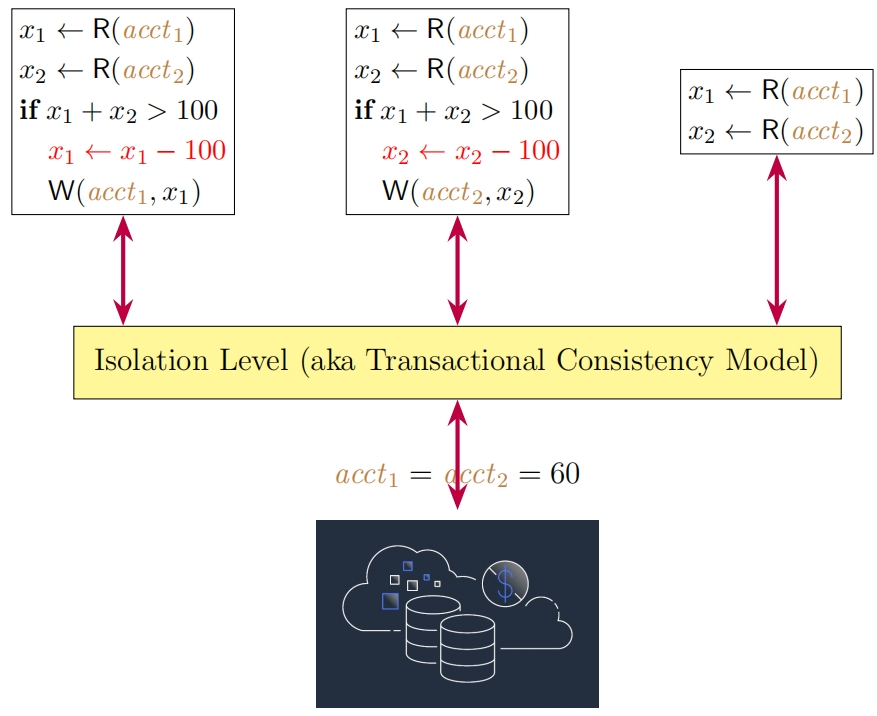 x₁ ← R(acct₁)
x₂ ← R(acct₂)
if x₁ + x₂ > 100
x₁ ← x₁ − 100
W(acct₁, x₁)
x₁ ← R(acct₁)
x₂ ← R(acct₂)
if x₁ + x₂ > 100
x₂ ← x₂ − 100
W(acct₂, x₂)
x₁ ← R(acct₁)
x₂ ← R(acct₂)
Isolation Level (aka Transactional Consistency Model)
acct₁ = acct₂ = 60
$